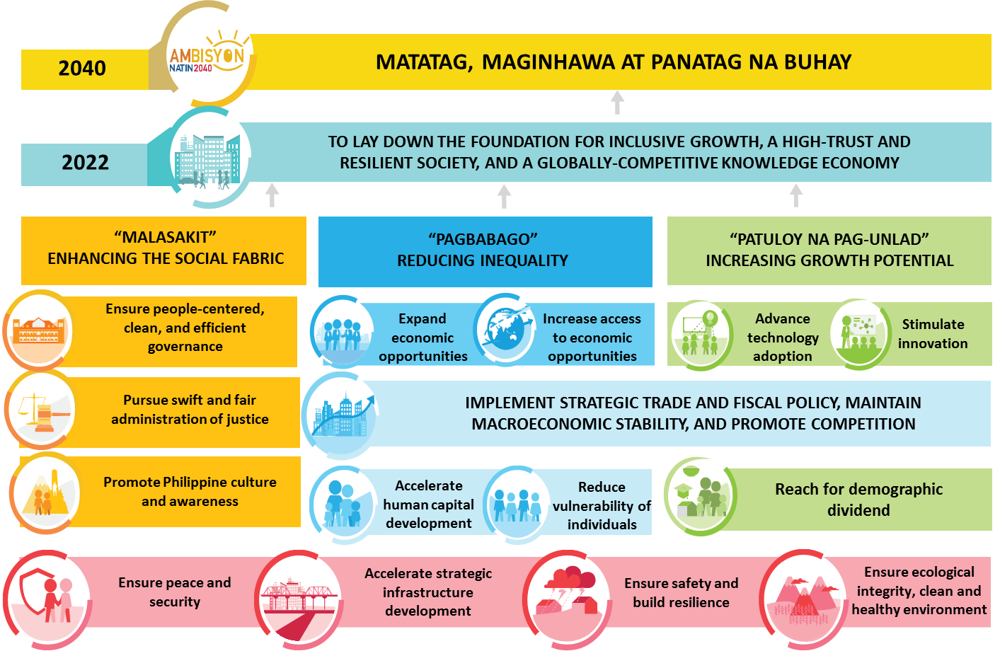 2040
AMBISYON
NATIN 2040
MATATAG, MAGINHAWA AT PANATAG NA BUHAY
2022
TO LAY DOWN THE FOUNDATION FOR INCLUSIVE GROWTH, A HIGH-TRUST AND
RESILIENT SOCIETY, AND A GLOBALLY-COMPETITIVE KNOWLEDGE ECONOMY
“MALASAKIT”
ENHANCING THE SOCIAL FABRIC
“PAGBABAGO”
REDUCING INEQUALITY
“PATULOY NA PAG-UNLAD”
INCREASING GROWTH POTENTIAL
Ensure people-centered,
clean, and efficient
governance
Expand
economic
opportunities
Increase access
to economic
opportunities
Advance
technology
adoption
Stimulate
innovation
Pursue swift and fair
administration of justice
IMPLEMENT STRATEGIC TRADE AND FISCAL POLICY, MAINTAIN
MACROECONOMIC STABILITY, AND PROMOTE COMPETITION
Promote Philippine culture
and awareness
Accelerate
human capital
development
Reduce
vulnerability of
individuals
Reach for demographic
dividend
Ensure peace and
security
Accelerate strategic
infrastructure
development
Ensure safety and
build resilience
Ensure ecological
integrity, clean and
healthy environment